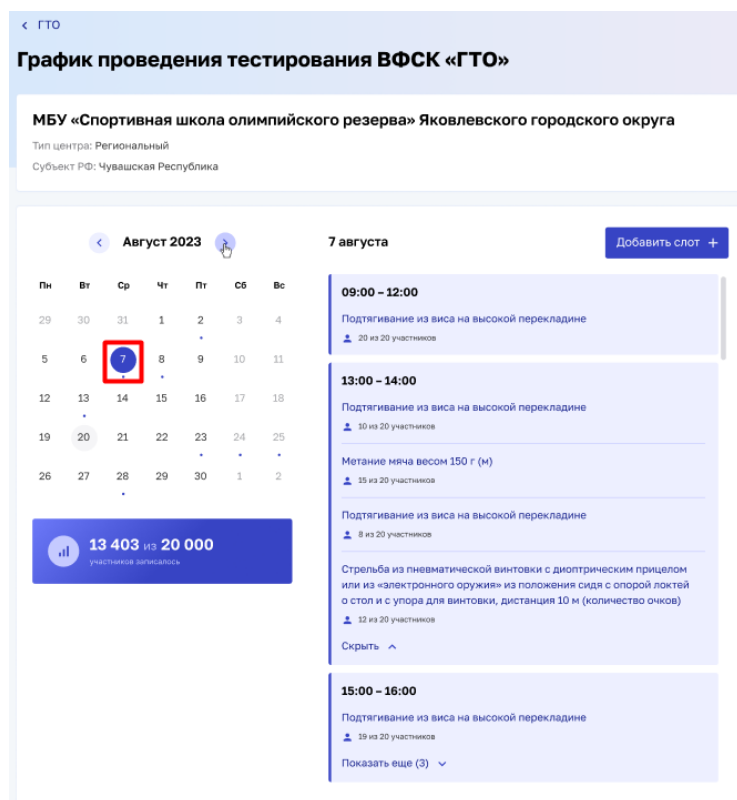 ГТО
График проведения тестирования ВФСК «ГТО»
МБУ «Спортивная школа олимпийского резерва» Яковлевского городского округа
Тип центра: Региональный
Субъект РФ: Чувашская Республика
Август 2023
Пн Вт Ср Чт Пт Сб Вс
29 30 31 1 2 3 4
5 6 7 8 9 10 11
12 13 14 15 16 17 18
19 20 21 22 23 24 25
26 27 28 29 30 1 2
13 403 из 20 000
участников записалось
7 августа
Добавить слот +
09:00 – 12:00
Подтягивание из виса на высокой перекладине
20 из 20 участников
13:00 – 14:00
Подтягивание из виса на высокой перекладине
10 из 20 участников
Метание мяча весом 150 г (м)
15 из 20 участников
Подтягивание из виса на высокой перекладине
8 из 20 участников
Стрельба из пневматической винтовки с диоптрическим прицелом
или из «электронного оружия» из положения сидя с опорой локтей
о стол и с упора для винтовки, дистанция 10 м (количество очков)
12 из 20 участников
Скрыть
15:00 – 16:00
Подтягивание из виса на высокой перекладине
19 из 20 участников
Показать еще (3)